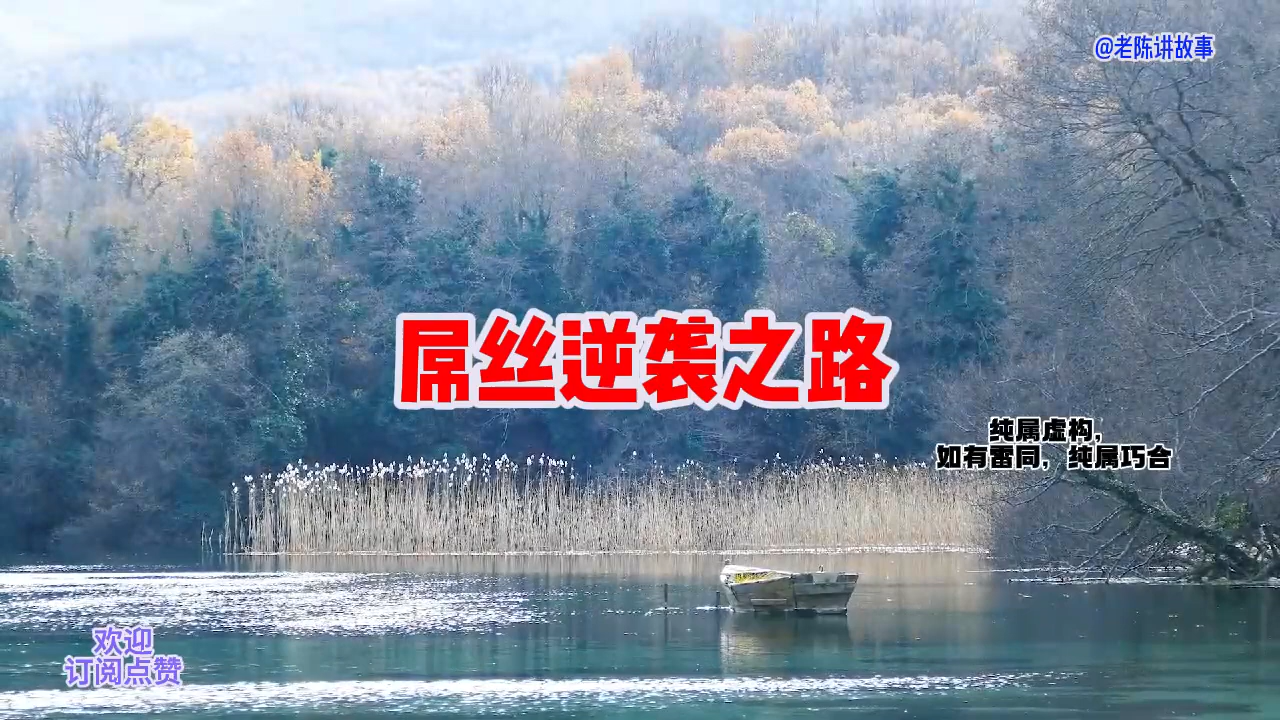 @老陈讲故事
屌丝逆袭之路
纯属虚构，
如有雷同，纯属巧合
欢迎
订阅点赞